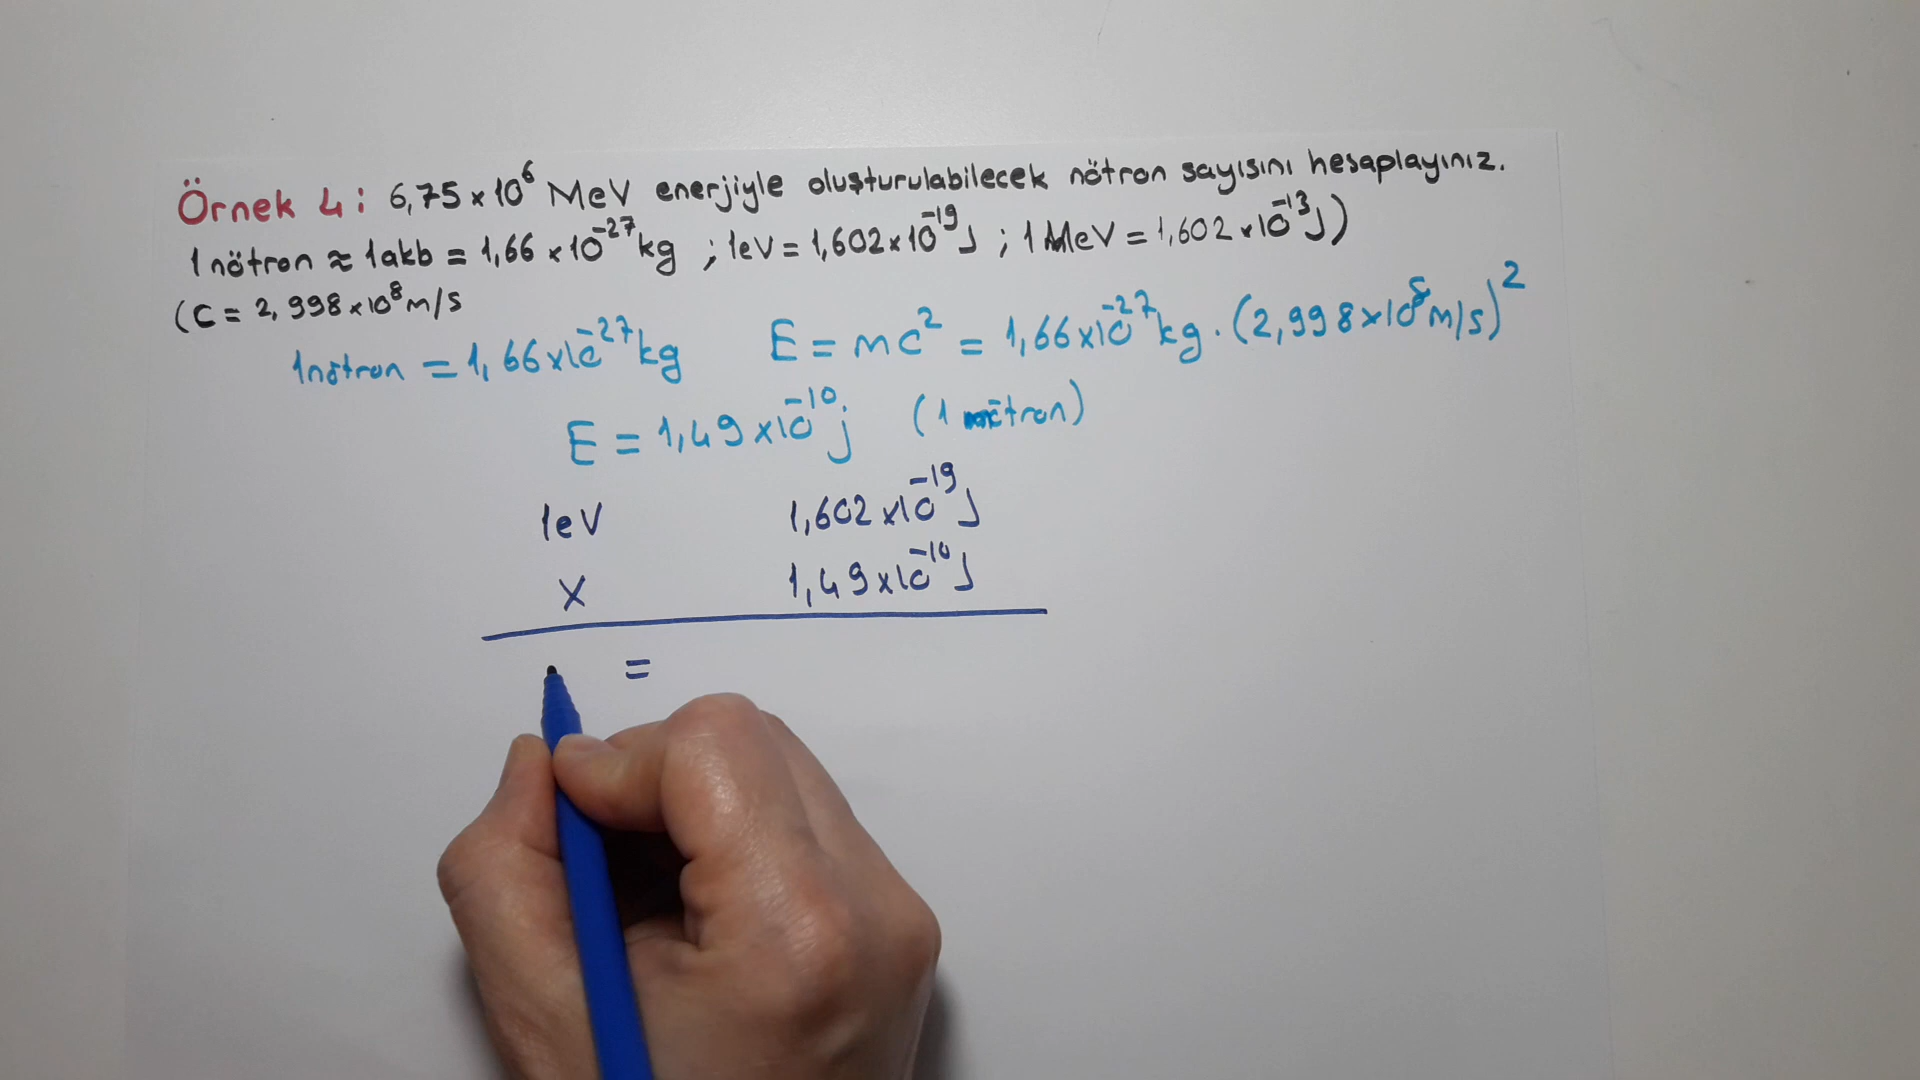 Örnek 4: 6,75 x 10⁶ MeV enerjiyle oluşturulabilecek nötron sayısını hesaplayınız.
1 nötron ≈ 1akb = 1,66 x 10⁻²⁷ kg ; 1eV = 1,602 x 10⁻¹⁹ J ; 1 MeV = 1,602 x 10⁻¹³ J)
(C = 2,998 x 10⁸ m/s
1nötron = 1,66 x 10⁻²⁷ kg E = mc² = 1,66 x 10⁻²⁷ kg . (2,998 x 10⁸ m/s)²
E = 1,49 x 10⁻¹⁰ j (1 nötron)
1eV 1,602 x 10⁻¹⁹ J
X 1,49 x 10⁻¹⁰ J
=